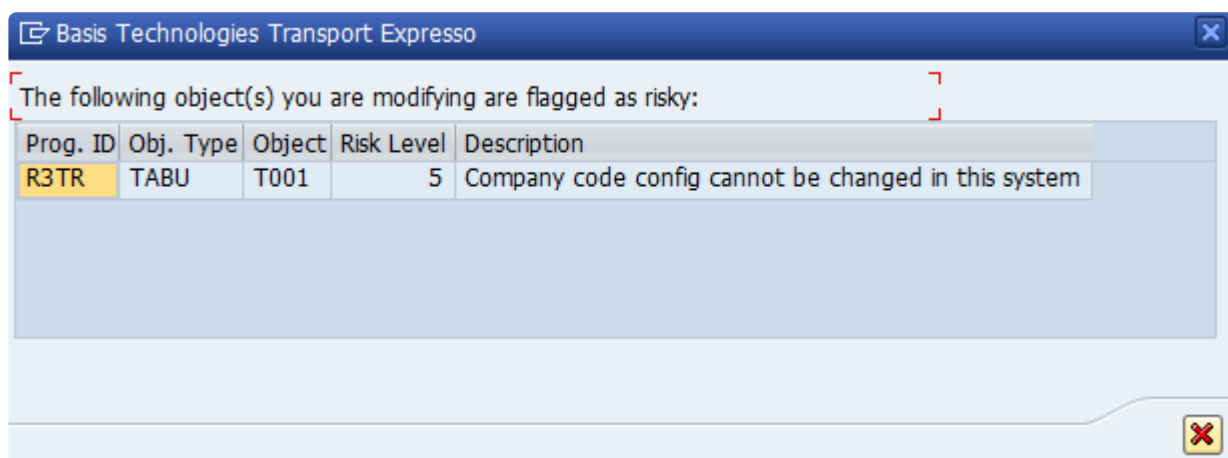 Basis Technologies Transport Expresso
The following object(s) you are modifying are flagged as risky:
Prog. ID Obj. Type Object Risk Level Description
R3TR TABU T001 5 Company code config cannot be changed in this system